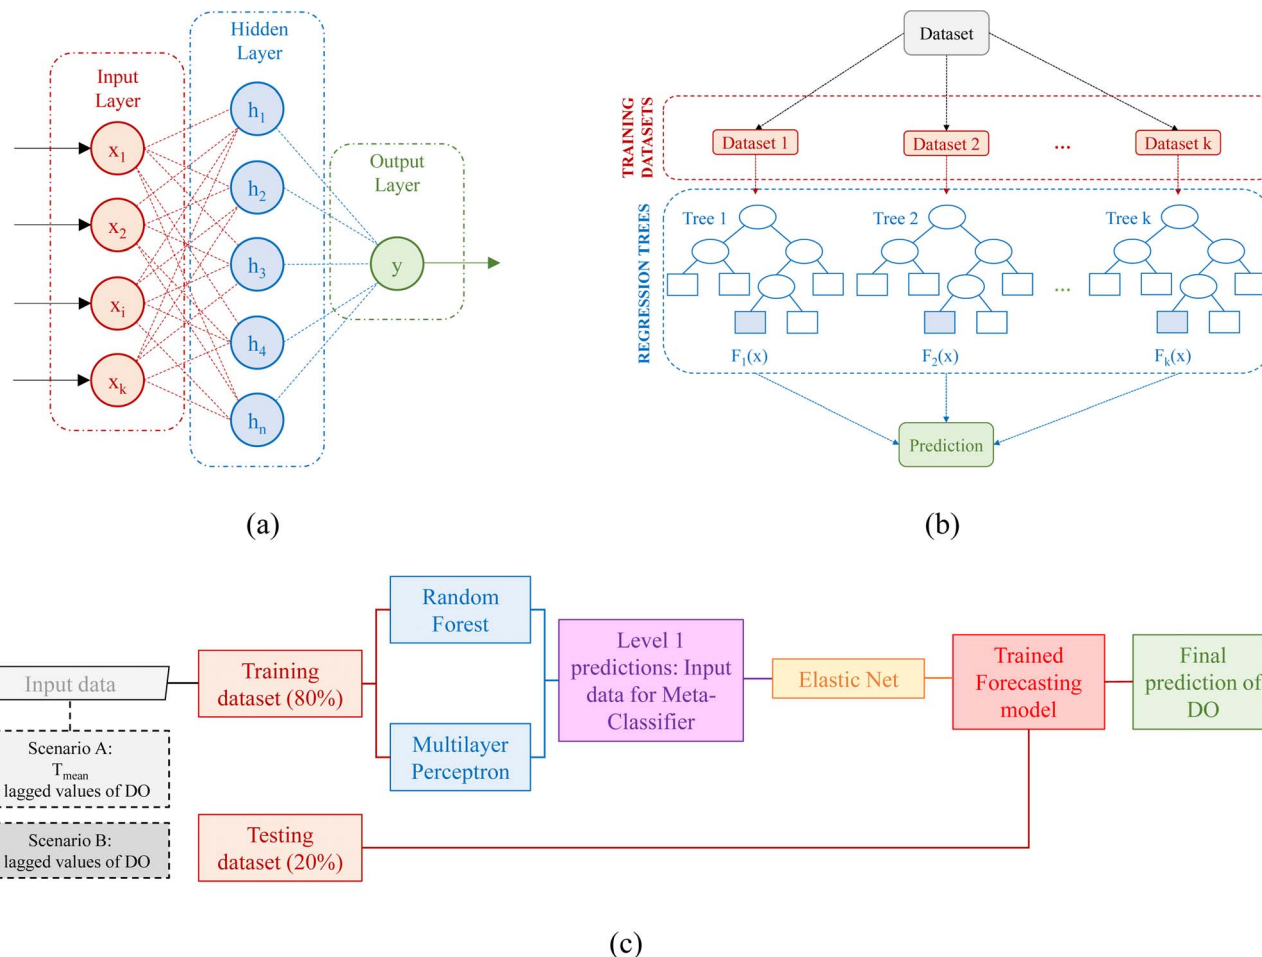 Input
Layer
x1
x2
xi
xk
Hidden
Layer
h1
h2
h3
h4
hn
Output
Layer
y
(a)
Dataset
TRAINING
DATASETS
Dataset 1
Dataset 2
...
Dataset k
REGRESSION TREES
Tree 1
Tree 2
Tree k
...
F1(x)
F2(x)
Fk(x)
Prediction
(b)
Input data
Scenario A:
Tmean
lagged values of DO
Scenario B:
lagged values of DO
Training
dataset (80%)
Testing
dataset (20%)
Random
Forest
Multilayer
Perceptron
Level 1
predictions: Input
data for Meta-
Classifier
Elastic Net
Trained
Forecasting
model
Final
prediction of
DO
(c)